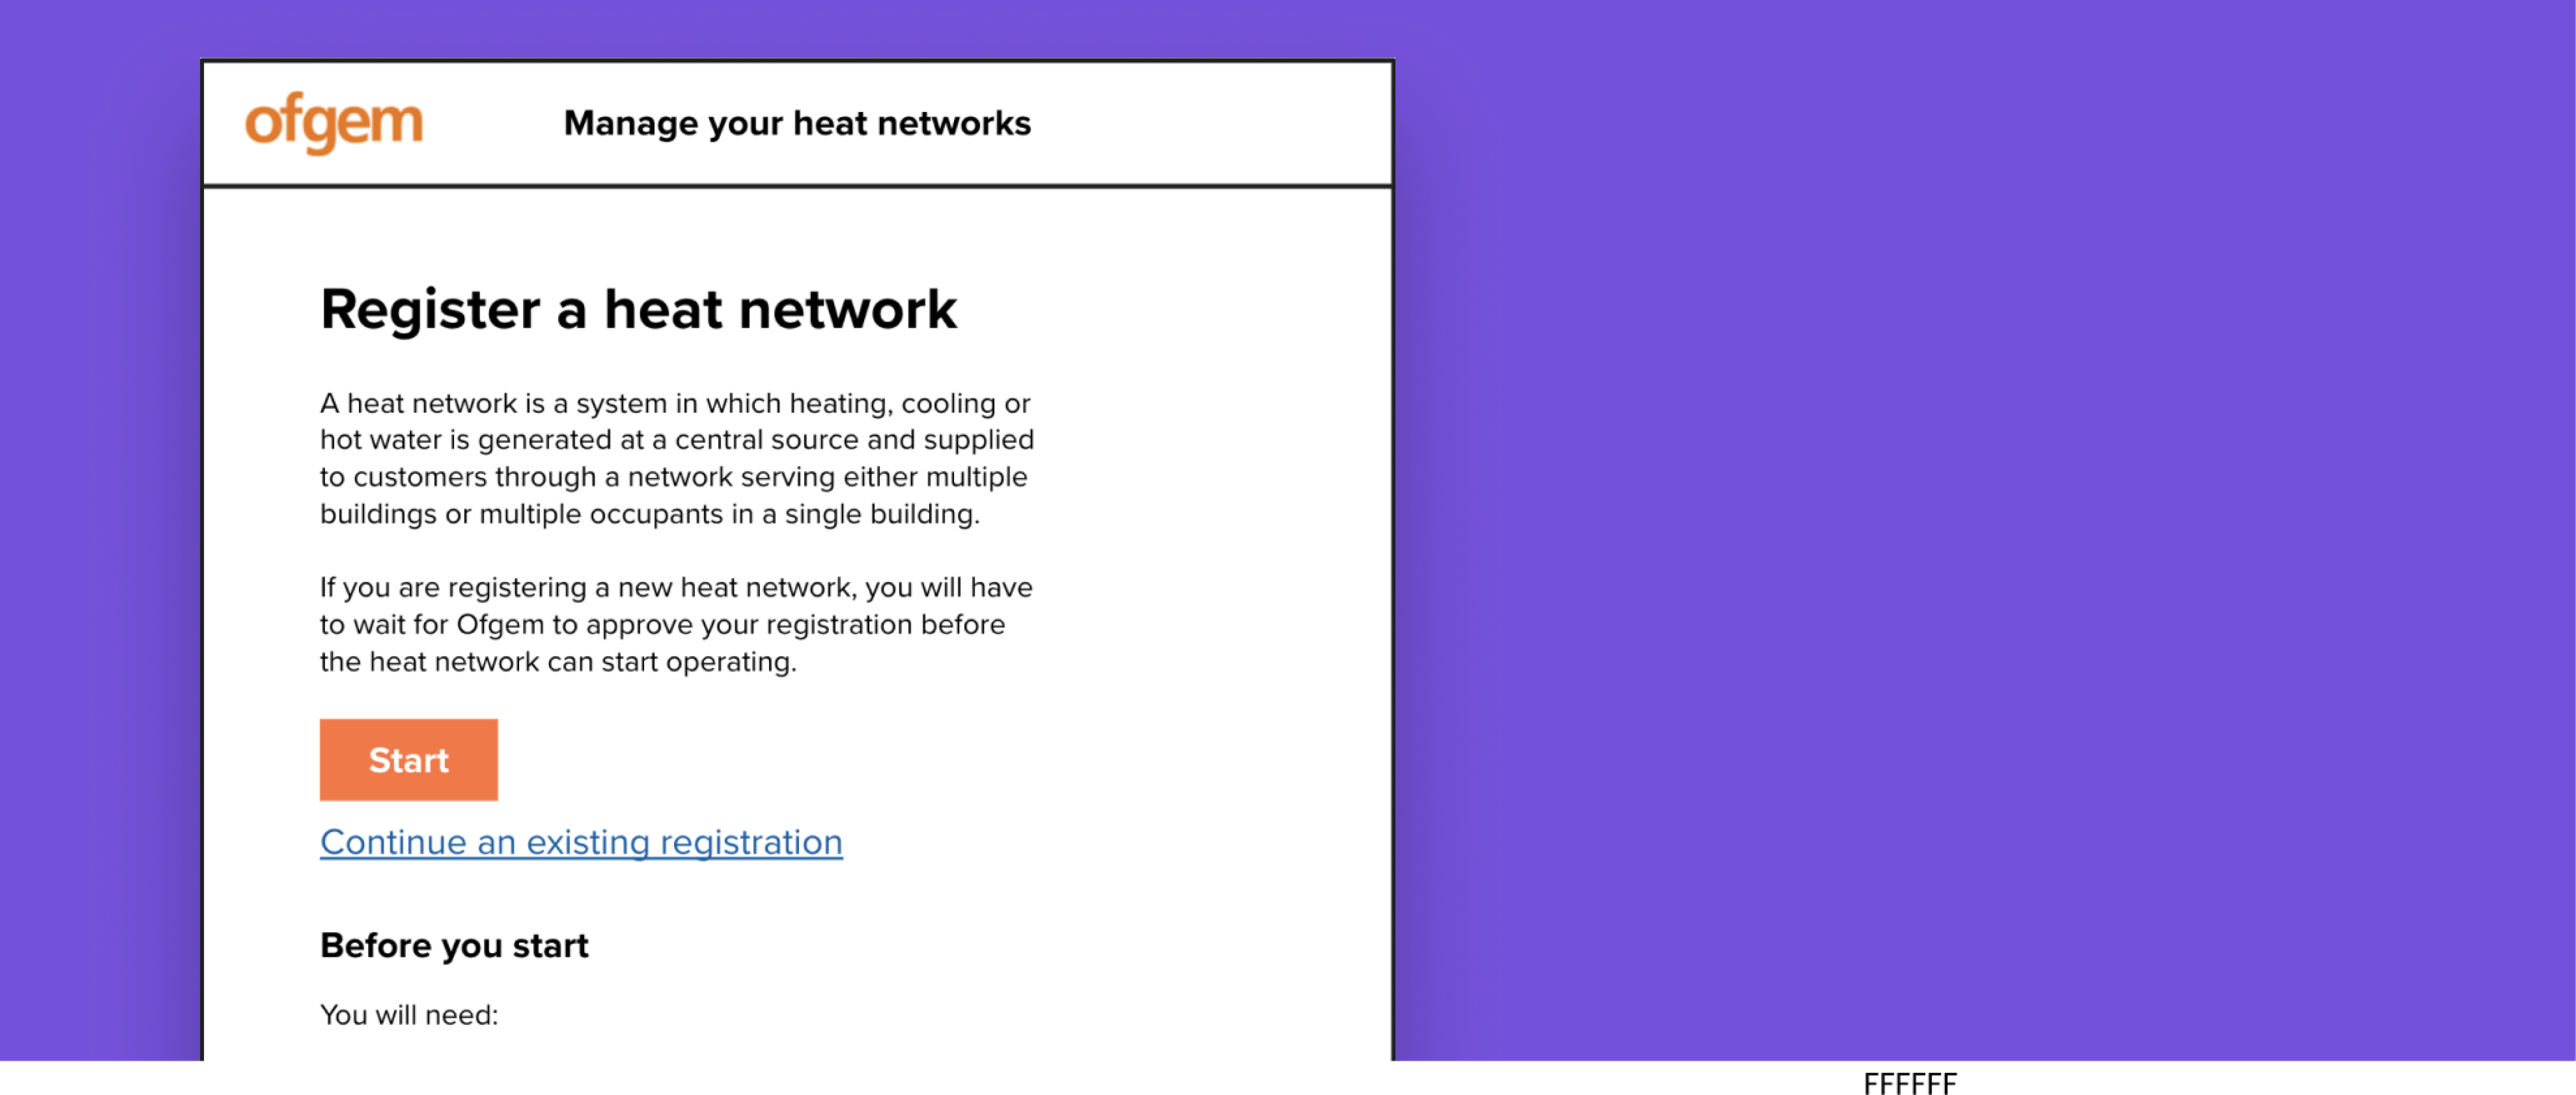 ofgem
Manage your heat networks
Register a heat network
A heat network is a system in which heating, cooling or
hot water is generated at a central source and supplied
to customers through a network serving either multiple
buildings or multiple occupants in a single building.
If you are registering a new heat network, you will have
to wait for Ofgem to approve your registration before
the heat network can start operating.
Start
Continue an existing registration
Before you start
You will need:
FFFFFF